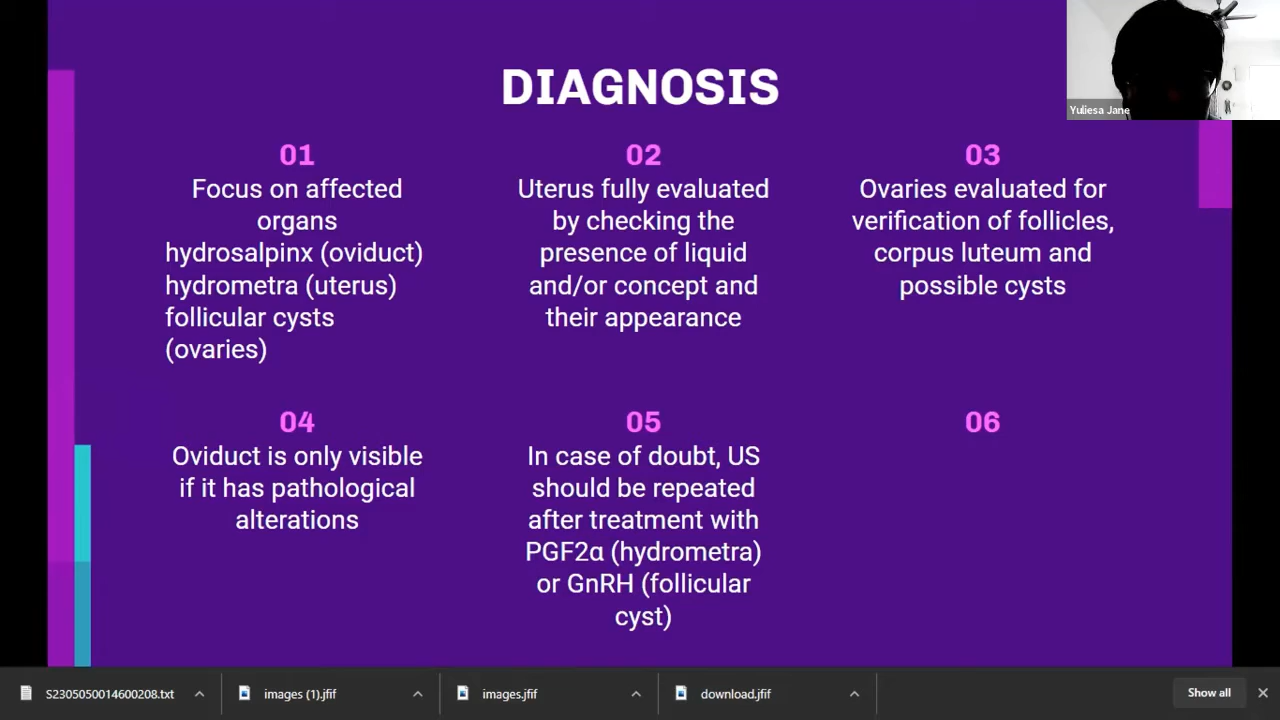 DIAGNOSIS
Yuliesa Jane
01
Focus on affected
organs
hydrosalpinx (oviduct)
hydrometra (uterus)
follicular cysts
(ovaries)
02
Uterus fully evaluated
by checking the
presence of liquid
and/or concept and
their appearance
03
Ovaries evaluated for
verification of follicles,
corpus luteum and
possible cysts
04
Oviduct is only visible
if it has pathological
alterations
05
In case of doubt, US
should be repeated
after treatment with
PGF2α (hydrometra)
or GnRH (follicular
cyst)
06
S2305050014600208.txt
images (1).jfif
images.jfif
download.jfif
Show all